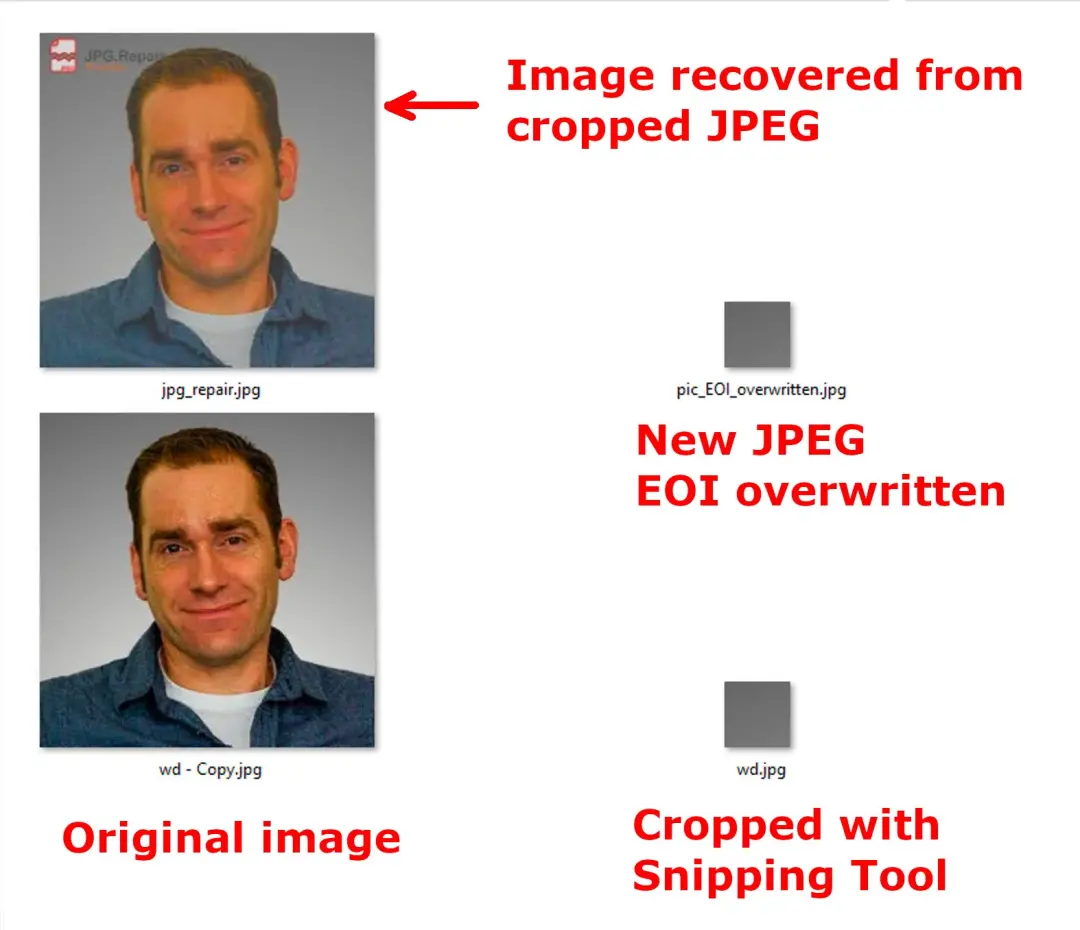 JPG.Repair
Image recovered from
cropped JPEG
jpg_repair.jpg
pic_EOI_overwritten.jpg
New JPEG
EOI overwritten
wd - Copy.jpg
wd.jpg
Original image
Cropped with
Snipping Tool